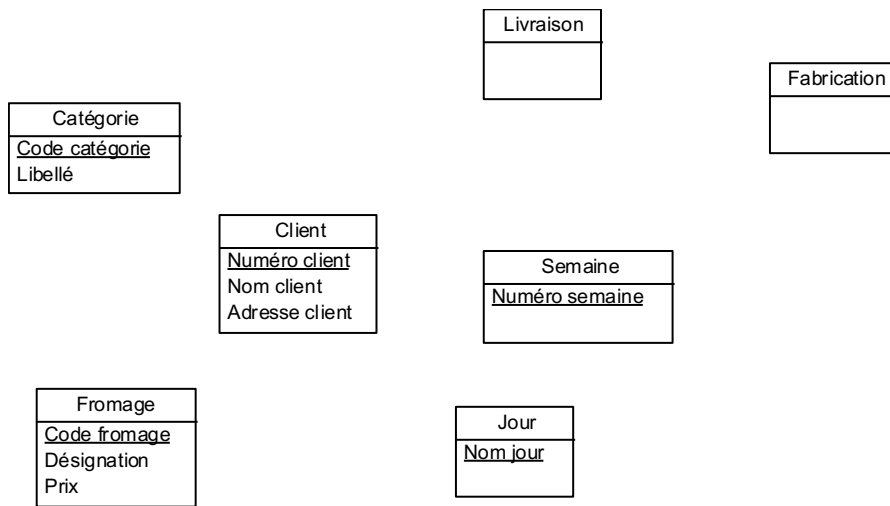 Livraison
Fabrication
Catégorie
Code catégorie
Libellé
Client
Numéro client
Nom client
Adresse client
Semaine
Numéro semaine
Fromage
Code fromage
Désignation
Prix
Jour
Nom jour